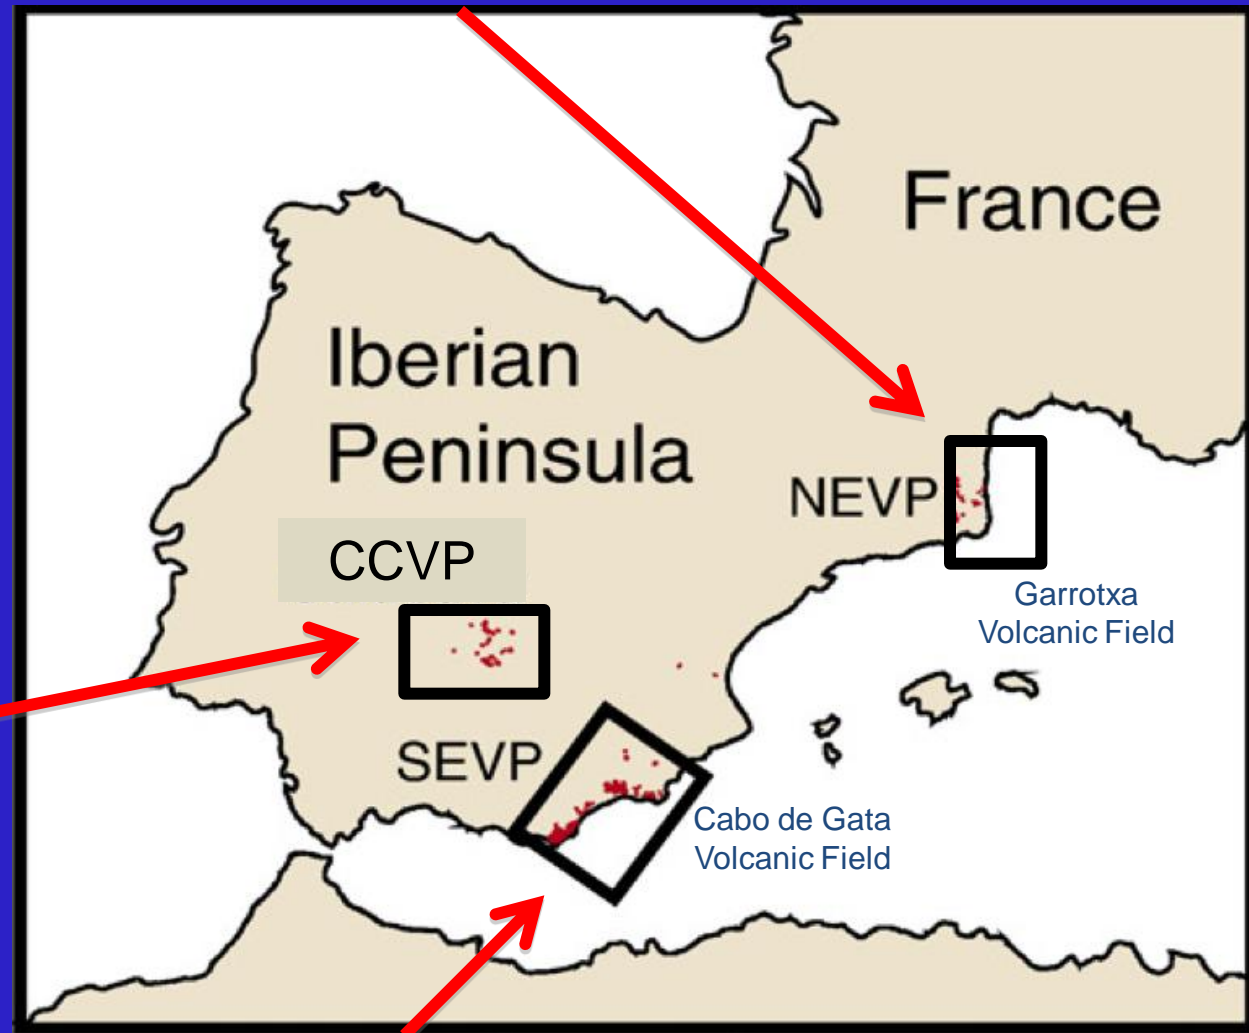 France
Iberian
Peninsula
NEVP
CCVP
Garrotxa
Volcanic Field
SEVP
Cabo de Gata
Volcanic Field